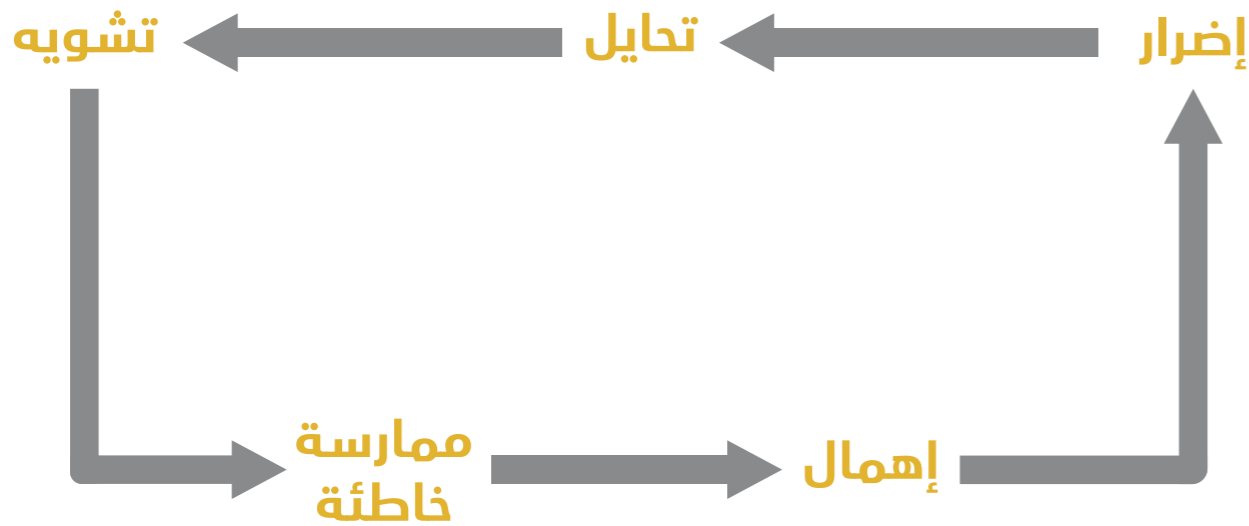 إضرار
تحايل
تشويه
ممارسة
خاطئة
إهمال